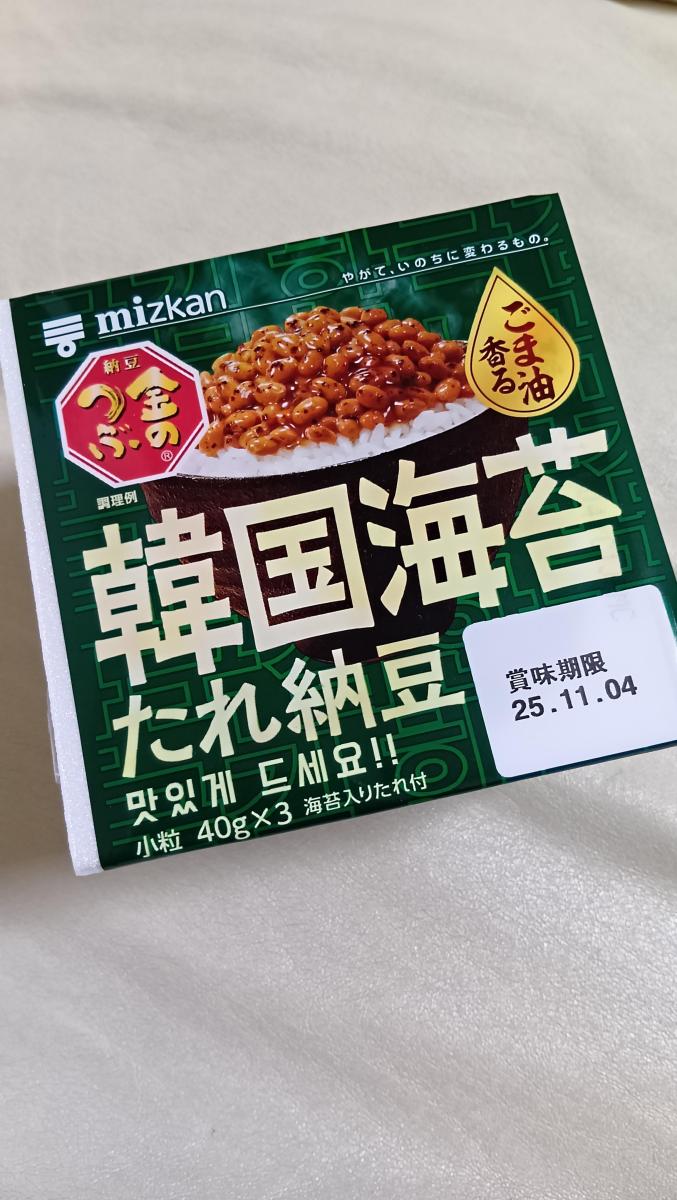 やがて、いのちに変わるもの。
mizkan
納豆
金の
つぶ®
ごま油
香る
調理例
韓国海苔
たれ納豆
賞味期限
25.11.04
맛있게 드세요!!
小粒 40g×3 海苔入りたれ付